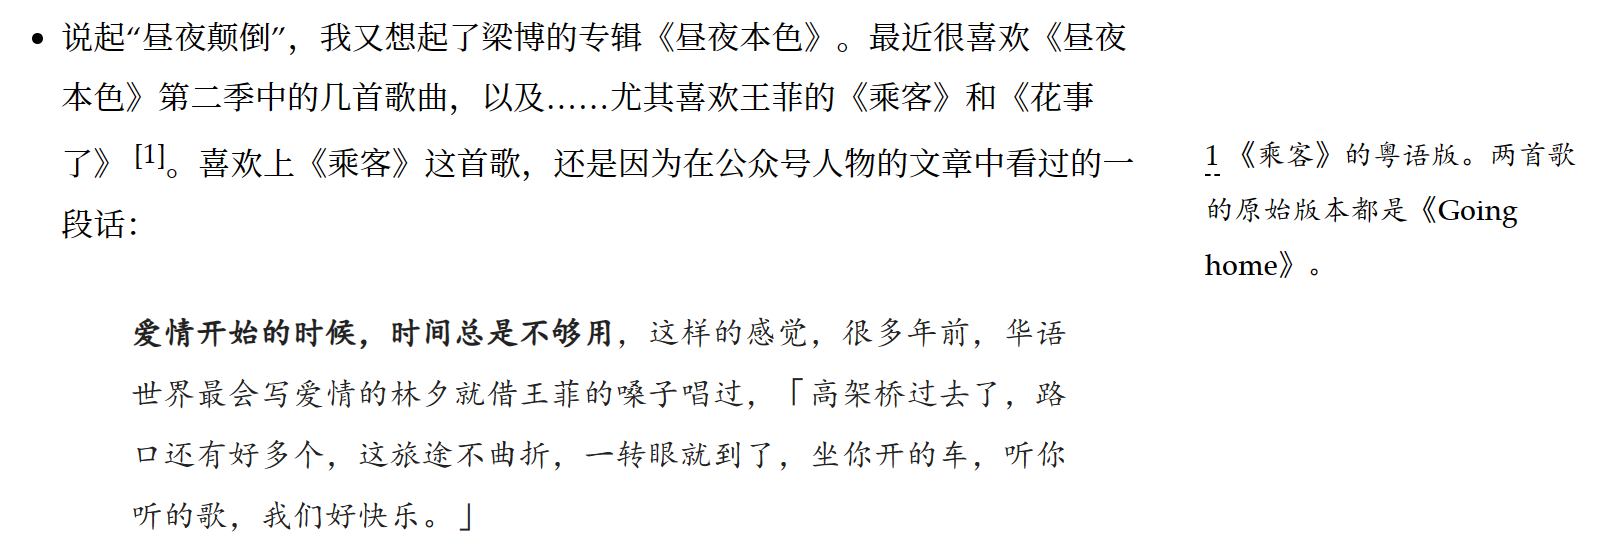 • 说起“昼夜颠倒”，我又想起了梁博的专辑《昼夜本色》。最近很喜欢《昼夜
本色》第二季中的几首歌曲，以及……尤其喜欢王菲的《乘客》和《花事
了》 [1]。喜欢上《乘客》这首歌，还是因为在公众号人物的文章中看过的一
段话：
1 《乘客》的粤语版。两首歌
的原始版本都是《Going
home》。
爱情开始的时候，时间总是不够用，这样的感觉，很多年前，华语
世界最会写爱情的林夕就借王菲的嗓子唱过，「高架桥过去了，路
口还有好多个，这旅途不曲折，一转眼就到了，坐你开的车，听你
听的歌，我们好快乐。」